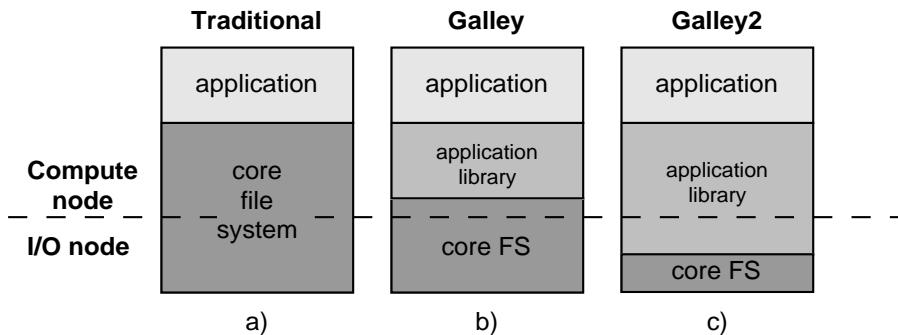 Traditional
Galley
Galley2
application
application
application
Compute
node
I/O node
core
file
system
application
library
core FS
application
library
core FS
a)
b)
c)